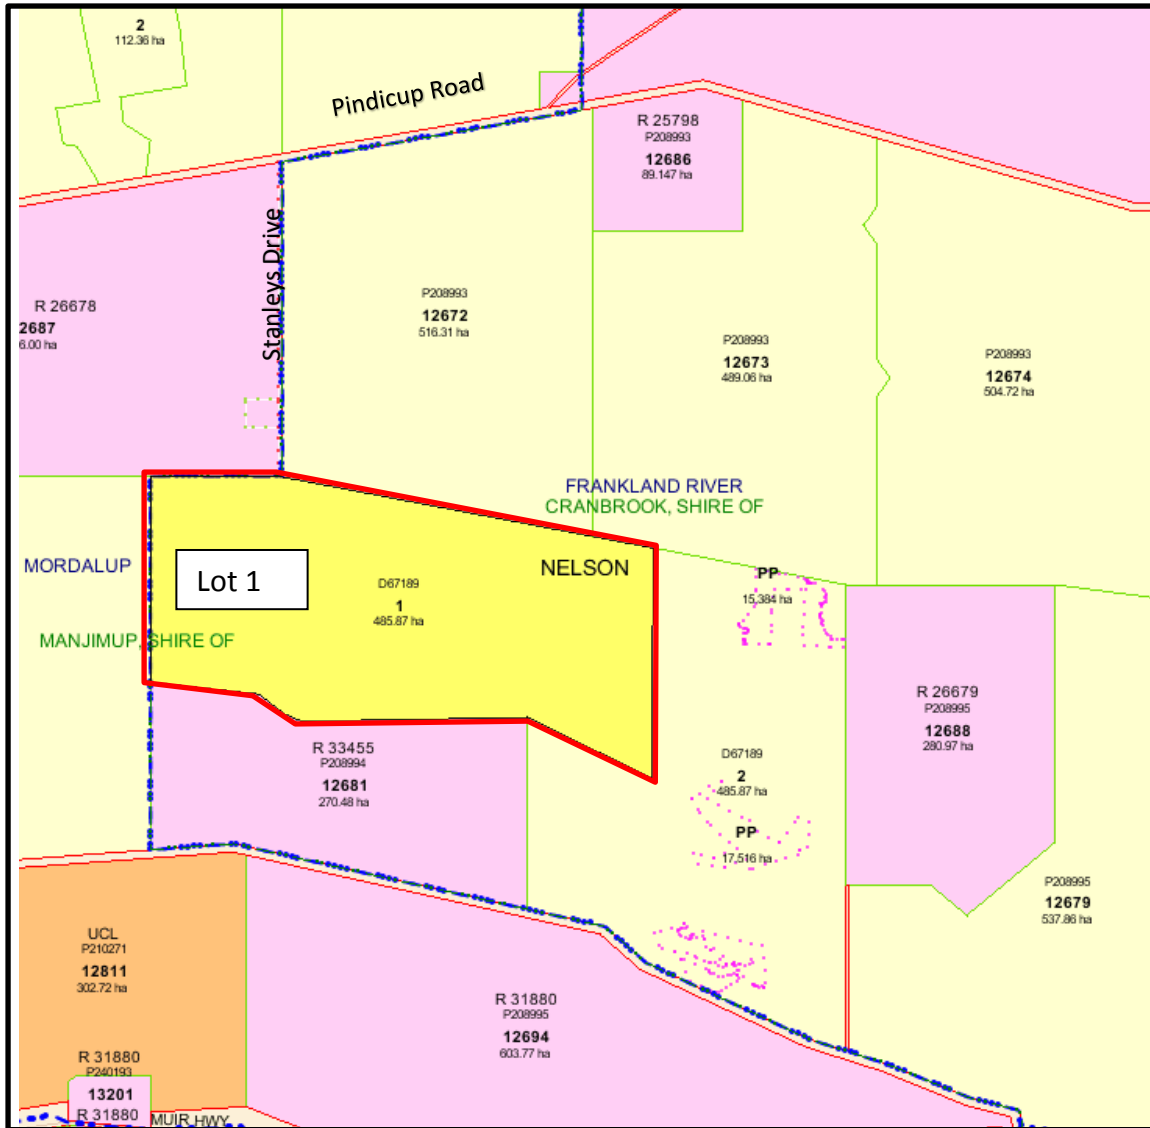 2
112.36 ha
Pindicup Road
R 25798
P208993
12686
89.147 ha
Stanleys Drive
R 26678
2687
6.00 ha
P208993
12672
516.31 ha
P208993
12673
489.06 ha
P208993
12674
504.72 ha
FRANKLAND RIVER
CRANBROOK, SHIRE OF
MORDALUP
Lot 1
NELSON
D67189
1
485.87 ha
PP
15.384 ha
MANJIMUP, SHIRE OF
R 26679
P208995
12688
280.97 ha
R 33455
P208994
12681
270.48 ha
D67189
2
485.87 ha
PP
17.516 ha
P208995
12679
537.86 ha
UCL
P210271
12811
302.72 ha
R 31880
P208995
12694
603.77 ha
R 31880
P240193
13201
R 31880
MUIR HWY